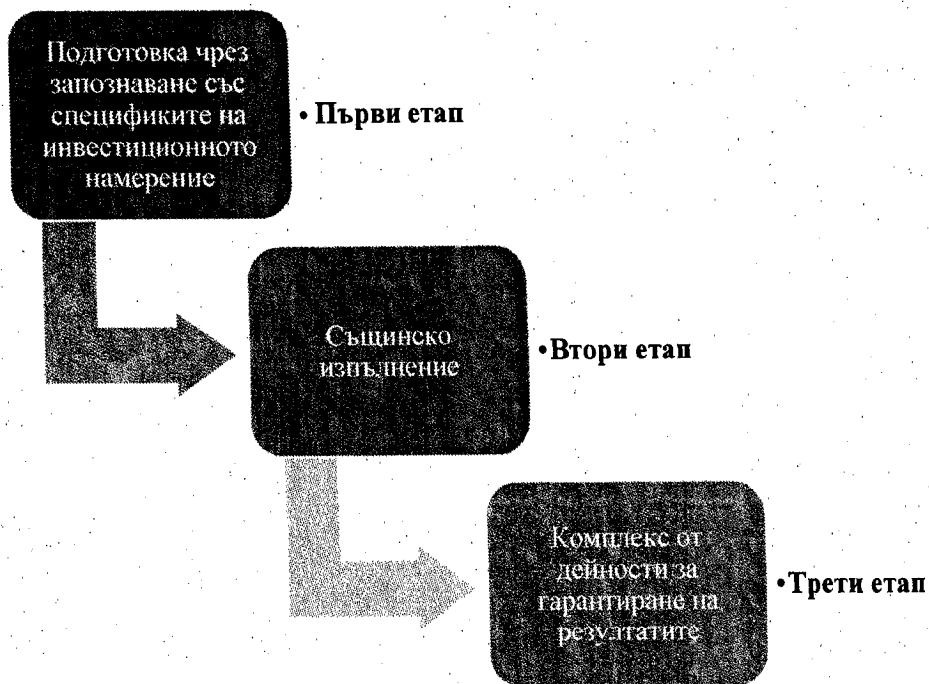 Подготовка чрез
запознаване със
спецификите на
инвестиционното
намерение
• Първи етап
Същинско
изпълнение
• Втори етап
Комплекс от
дейности за
гарантиране на
резултатите
• Трети етап